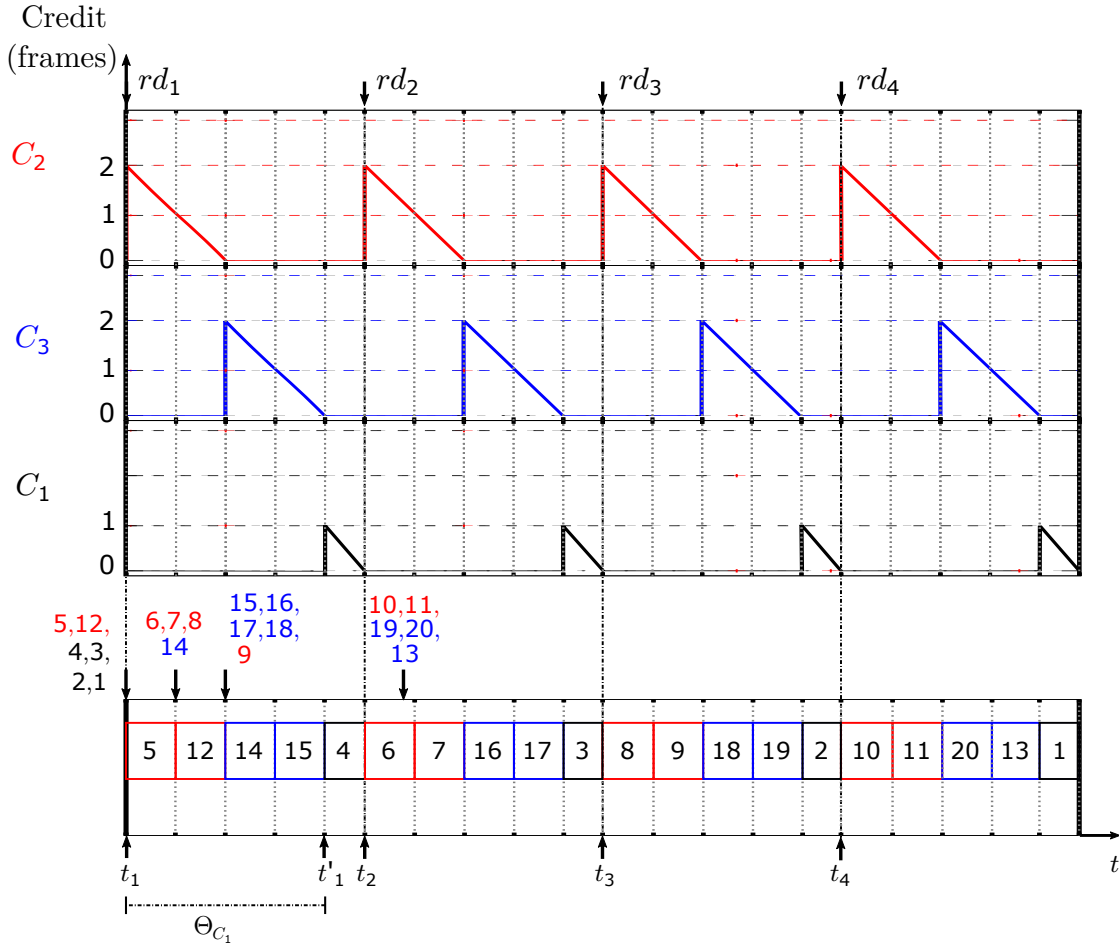 Credit
(frames)
rd₁ rd₂ rd₃ rd₄
C₂
2
1
0
C₃
2
1
0
C₁
1
0
5,12,
4,3,
2,1
6,7,8
14
15,16,
17,18,
9
10,11,
19,20,
13
5 12 14 15 4 6 7 16 17 3 8 9 18 19 2 10 11 20 13 1
t₁ t'₁ t₂ t₃ t₄ t
Θ_C₁